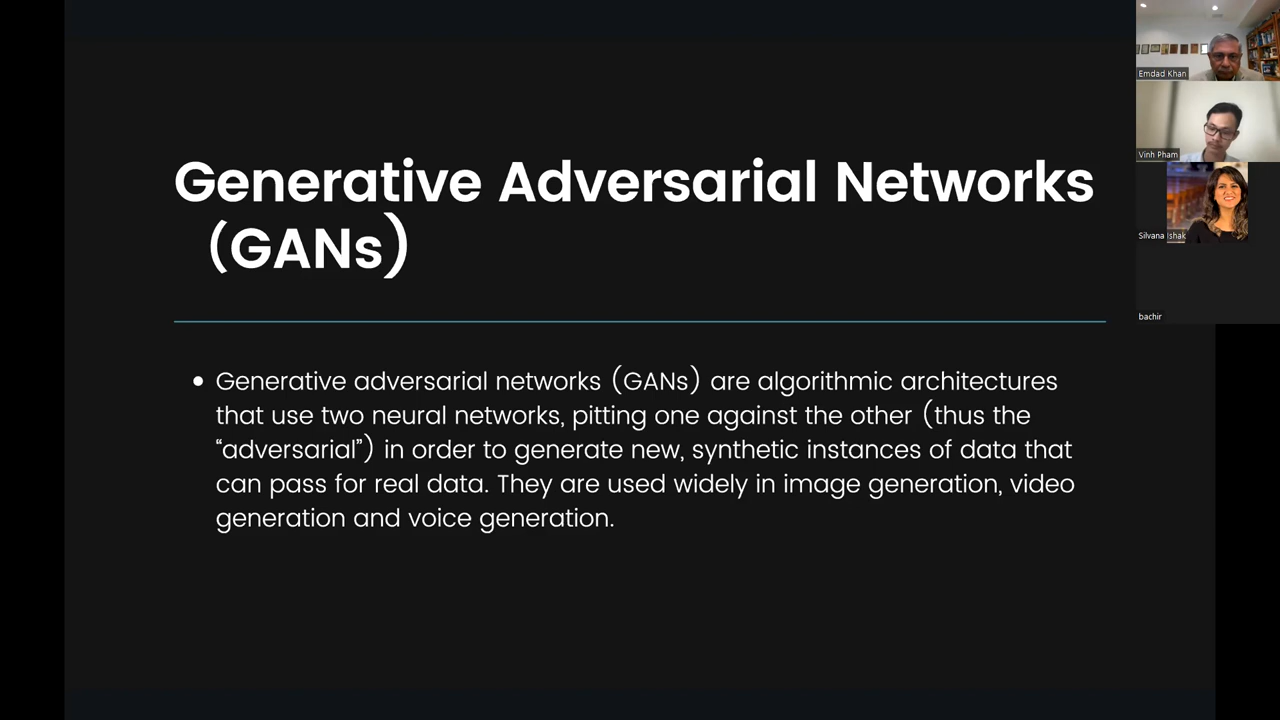 Generative Adversarial Networks
(GANs)
• Generative adversarial networks (GANs) are algorithmic architectures
that use two neural networks, pitting one against the other (thus the
“adversarial”) in order to generate new, synthetic instances of data that
can pass for real data. They are used widely in image generation, video
generation and voice generation.
Emdad Khan
Vinh Pham
Silvana Ishak
bachir